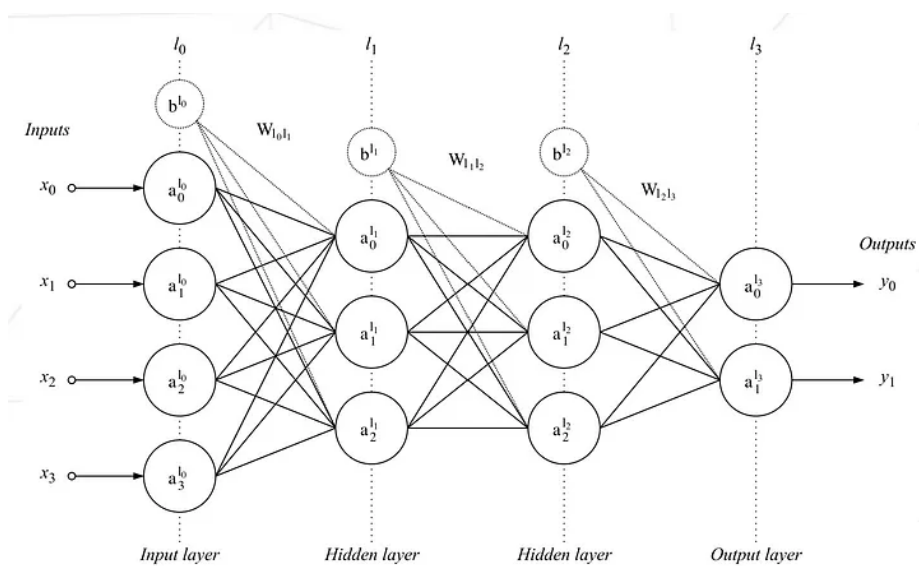 l₀ l₁ l₂ l₃
b^l₀
Inputs
W_l₀l₁
b^l₁
W_l₁l₂
b^l₂
W_l₂l₃
x₀ a₀^l₀
a₀^l₁ a₀^l₂
Outputs
x₁ a₁^l₀ a₀^l₃ y₀
a₁^l₁ a₁^l₂
x₂ a₂^l₀ a₁^l₃ y₁
a₂^l₁ a₂^l₂
x₃ a₃^l₀
Input layer Hidden layer Hidden layer Output layer